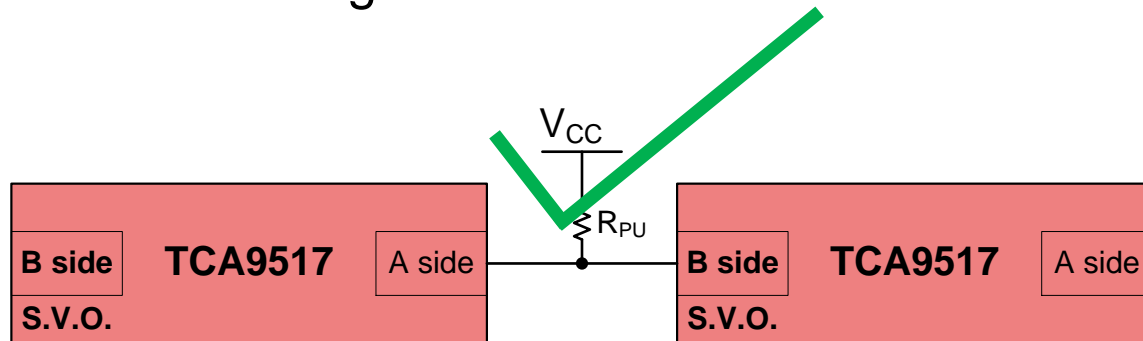 V_CC
R_PU
B side TCA9517 A side B side TCA9517 A side
S.V.O. S.V.O.